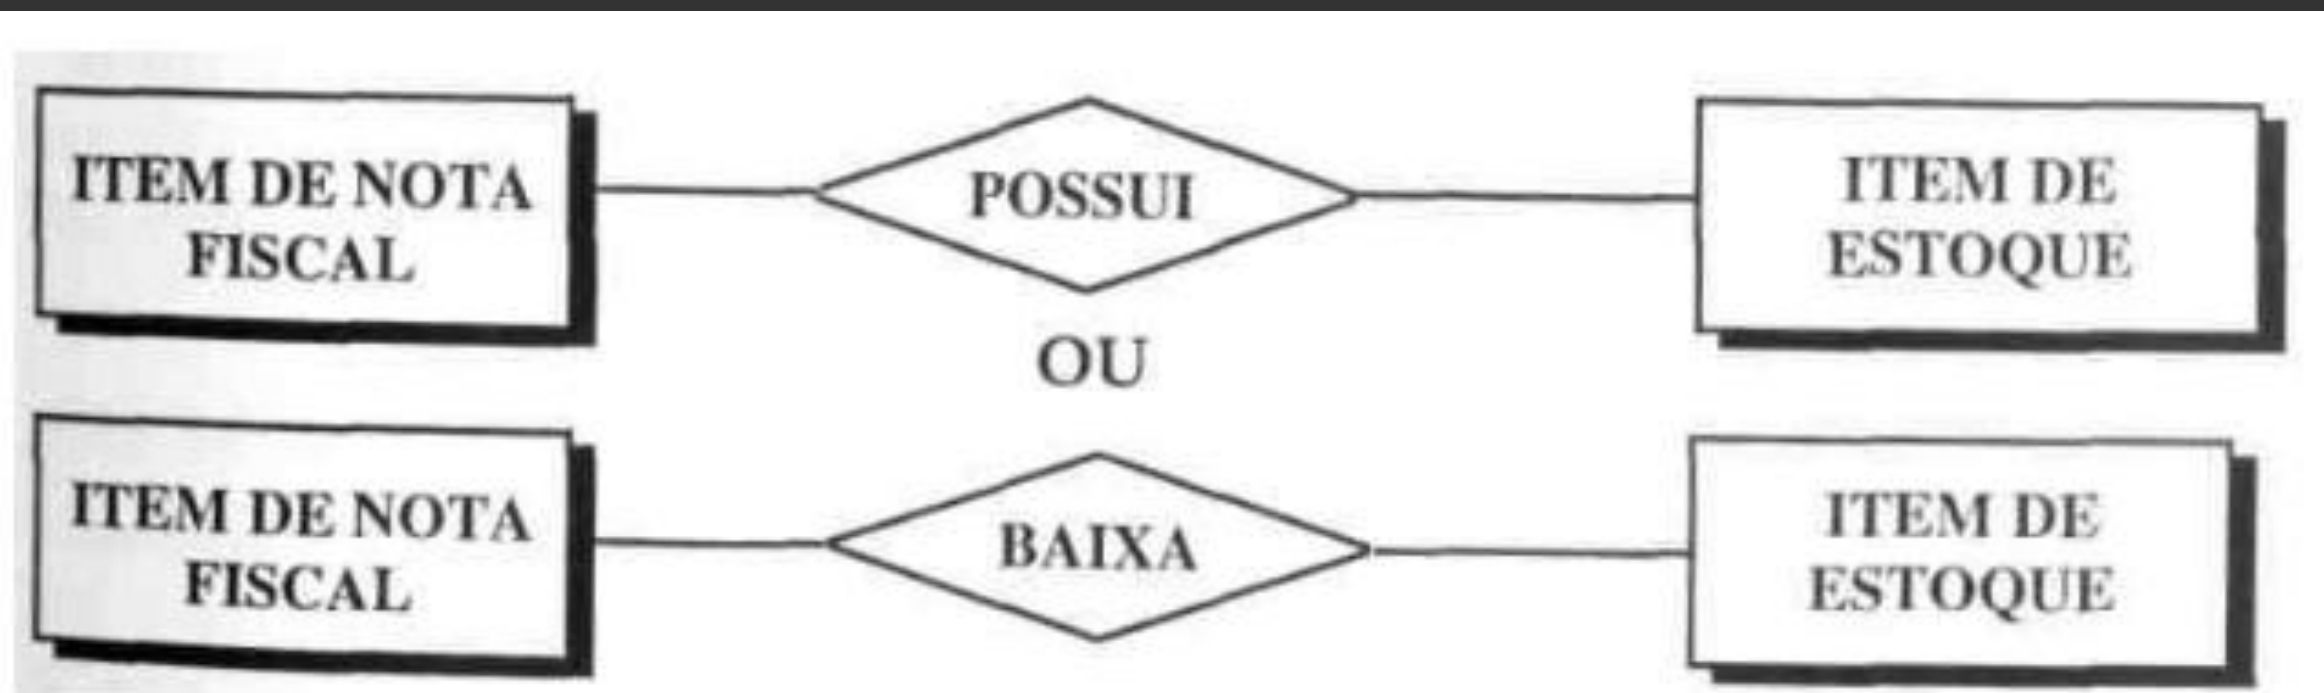 ITEM DE NOTA
FISCAL
POSSUI
ITEM DE
ESTOQUE
OU
ITEM DE NOTA
FISCAL
BAIXA
ITEM DE
ESTOQUE